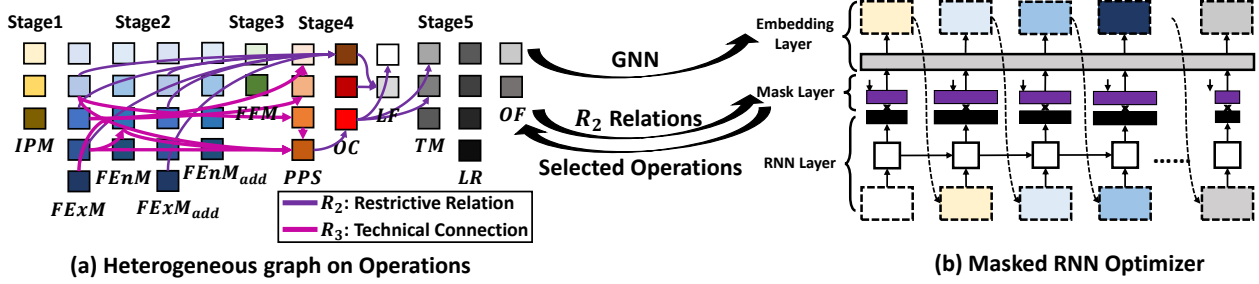 Stage1
Stage2
Stage3
Stage4
Stage5
IPM
FExM
FEnM
FExM_add
FEnM_add
FFM
PPS
OC
LF
TM
LR
OF
R₂: Restrictive Relation
R₃: Technical Connection
(a) Heterogeneous graph on Operations
GNN
R₂ Relations
Selected Operations
Embedding
Layer
Mask Layer
RNN Layer
......
(b) Masked RNN Optimizer